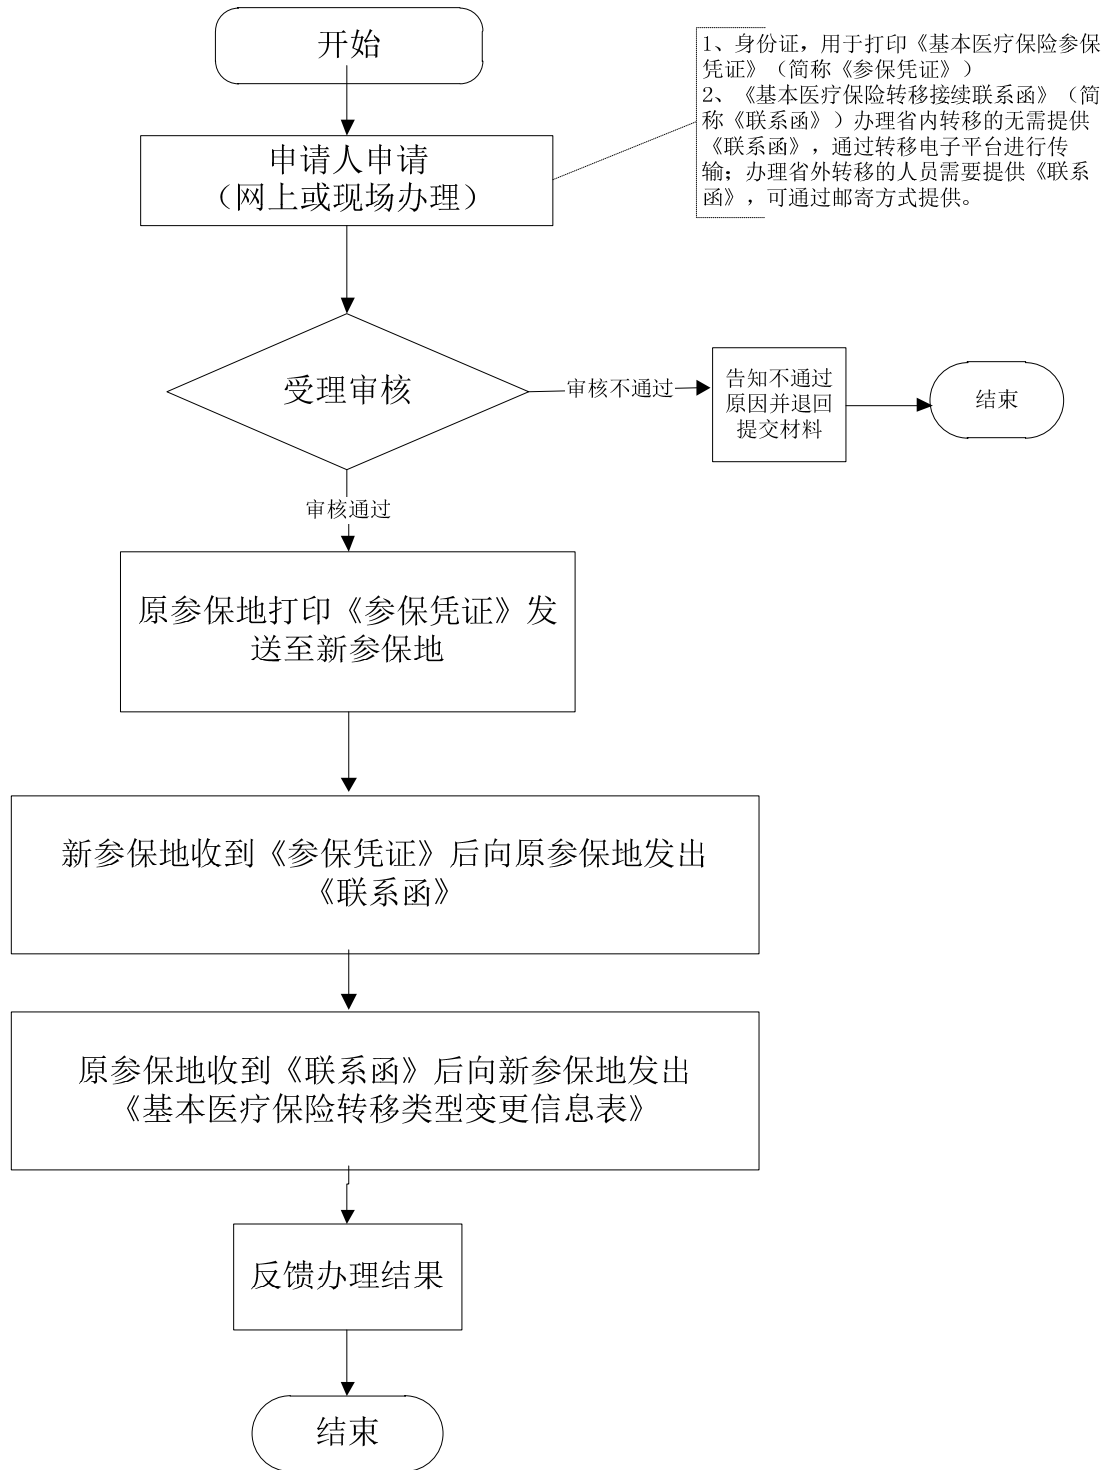 开始
1、身份证，用于打印《基本医疗保险参保
凭证》（简称《参保凭证》）
2、《基本医疗保险转移接续联系函》（简
称《联系函》）办理省内转移的无需提供
《联系函》，通过转移电子平台进行传
输；办理省外转移的人员需要提供《联系
函》，可通过邮寄方式提供。
申请人申请
（网上或现场办理）
受理审核
审核不通过
告知不通过
原因并退回
提交材料
结束
审核通过
原参保地打印《参保凭证》发
送至新参保地
新参保地收到《参保凭证》后向原参保地发出
《联系函》
原参保地收到《联系函》后向新参保地发出
《基本医疗保险转移类型变更信息表》
反馈办理结果
结束